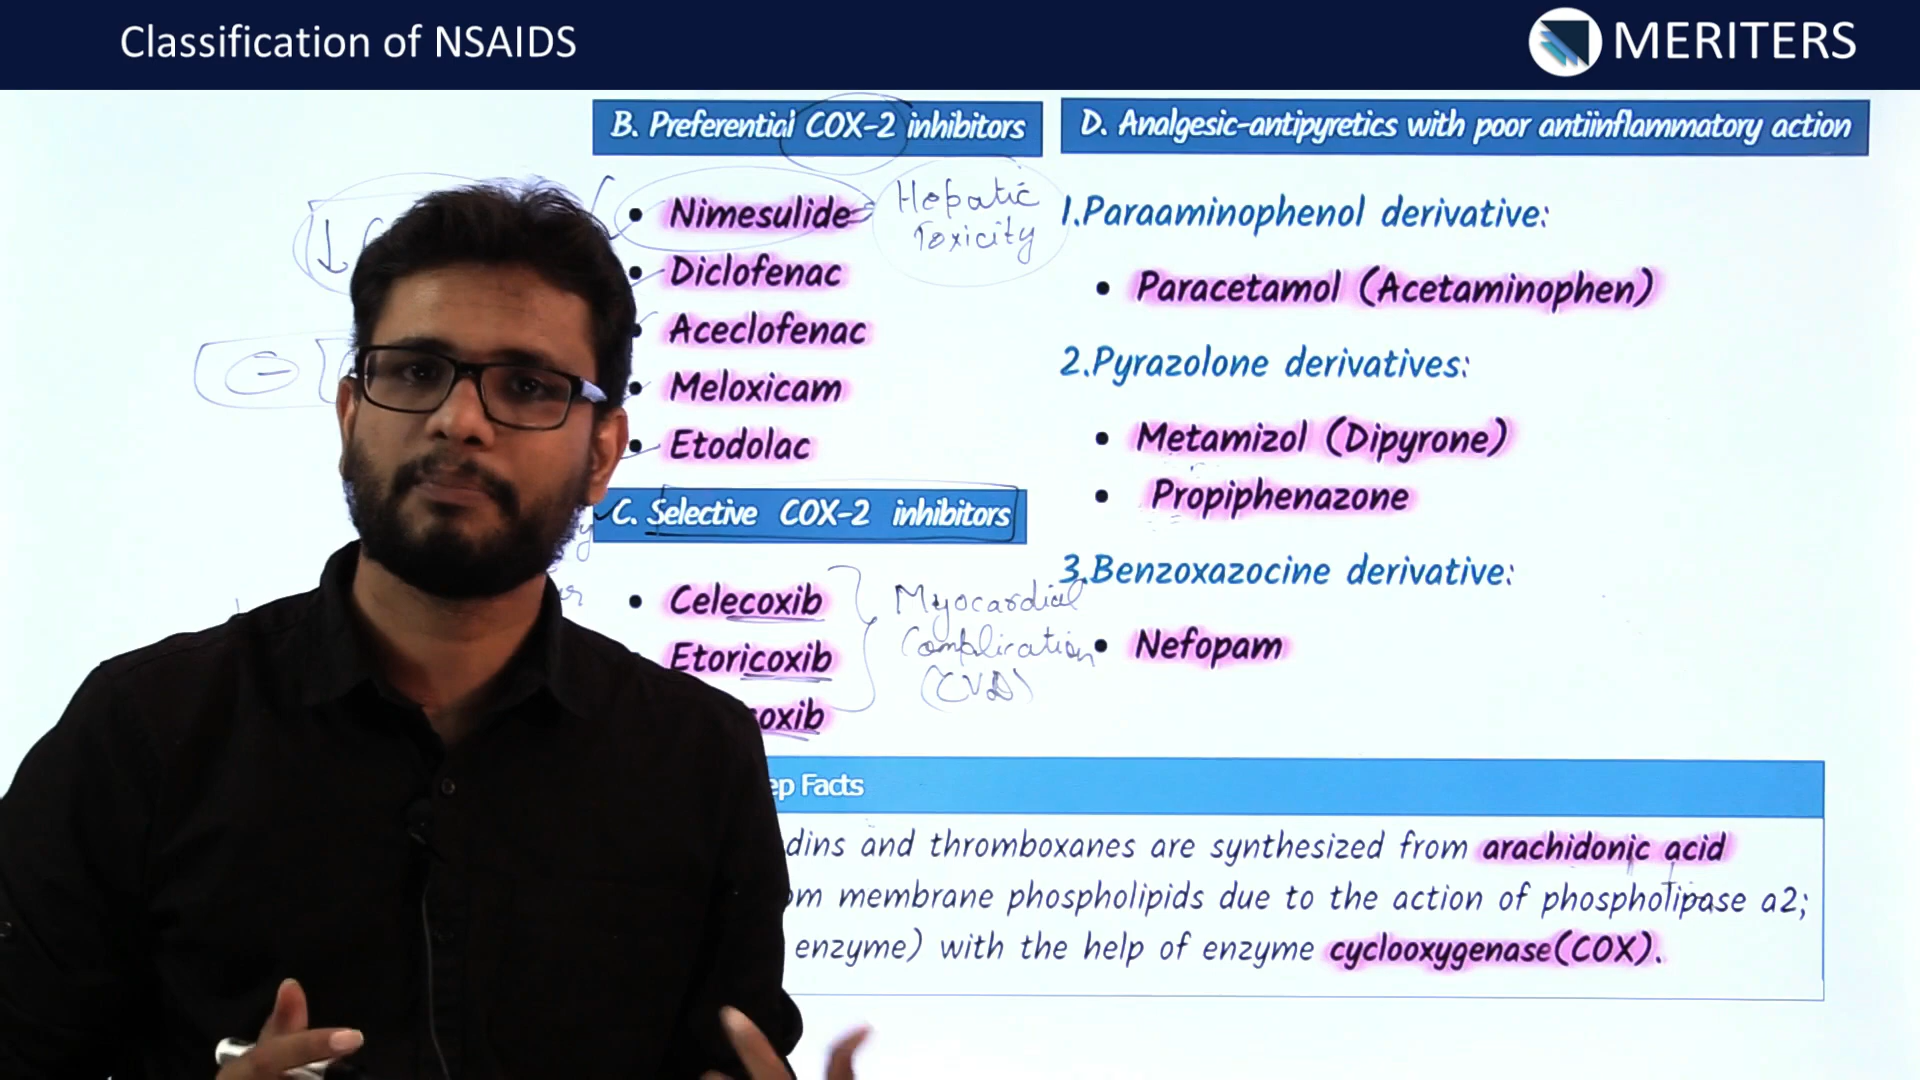 Classification of NSAIDS
MERITERS
B. Preferential COX-2 inhibitors
Nimesulide
Hepatic
Toxicity
Diclofenac
Aceclofenac
Meloxicam
Etodolac
C. Selective COX-2 inhibitors
Celecoxib
Etoricoxib
oxib
Myocardial
Complication
(CVD)
D. Analgesic-antipyretics with poor antiinflammatory action
1.Paraaminophenol derivative:
Paracetamol (Acetaminophen)
2.Pyrazolone derivatives:
Metamizol (Dipyrone)
Propiphenazone
3.Benzoxazocine derivative:
Nefopam
ep Facts
dins and thromboxanes are synthesized from arachidonic acid
om membrane phospholipids due to the action of phospholipase a2;
enzyme) with the help of enzyme cyclooxygenase(COX).